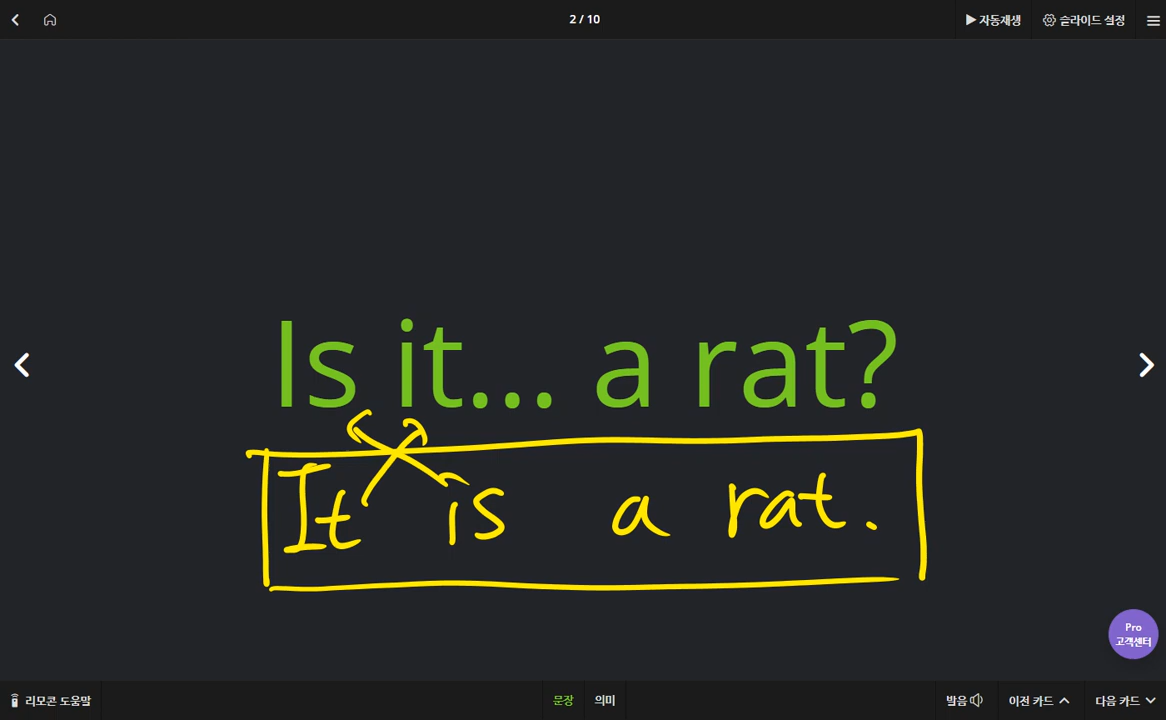 2 / 10
자동재생
슬라이드 설정
Is it... a rat?
It is a rat.
Pro
고객센터
리모콘 도움말
문장
의미
발음
이전 카드
다음 카드